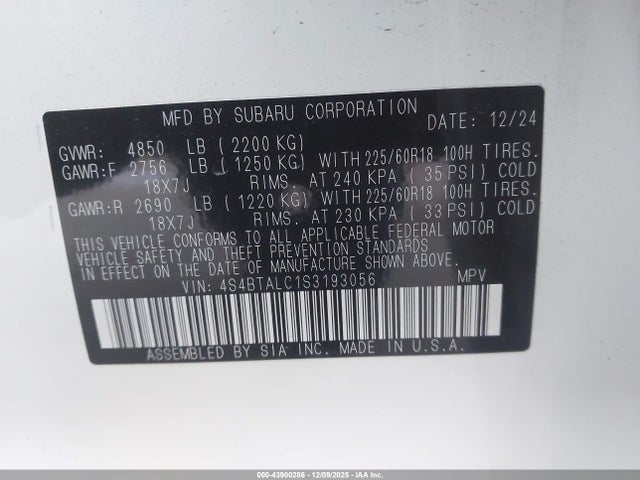 MFD BY SUBARU CORPORATION DATE: 12/24
GVWR: 4850 LB (2200 KG)
GAWR:F 2756 LB (1250 KG) WITH 225/60R18 100H TIRES.
18X7J RIMS. AT 240 KPA (35 PSI) COLD
GAWR:R 2690 LB (1220 KG) WITH 225/60R18 100H TIRES.
18X7J RIMS. AT 230 KPA (33 PSI) COLD
THIS VEHICLE CONFORMS TO ALL APPLICABLE FEDERAL MOTOR
VEHICLE SAFETY AND THEFT PREVENTION STANDARDS
IN EFFECT ON THE DATE OF MANUFACTURE SHOWN ABOVE.
VIN: 4S4BTALC1S3193056 MPV
ASSEMBLED BY SIA INC. MADE IN U.S.A.
000-43900286 - 12/09/2025 - IAA Inc.